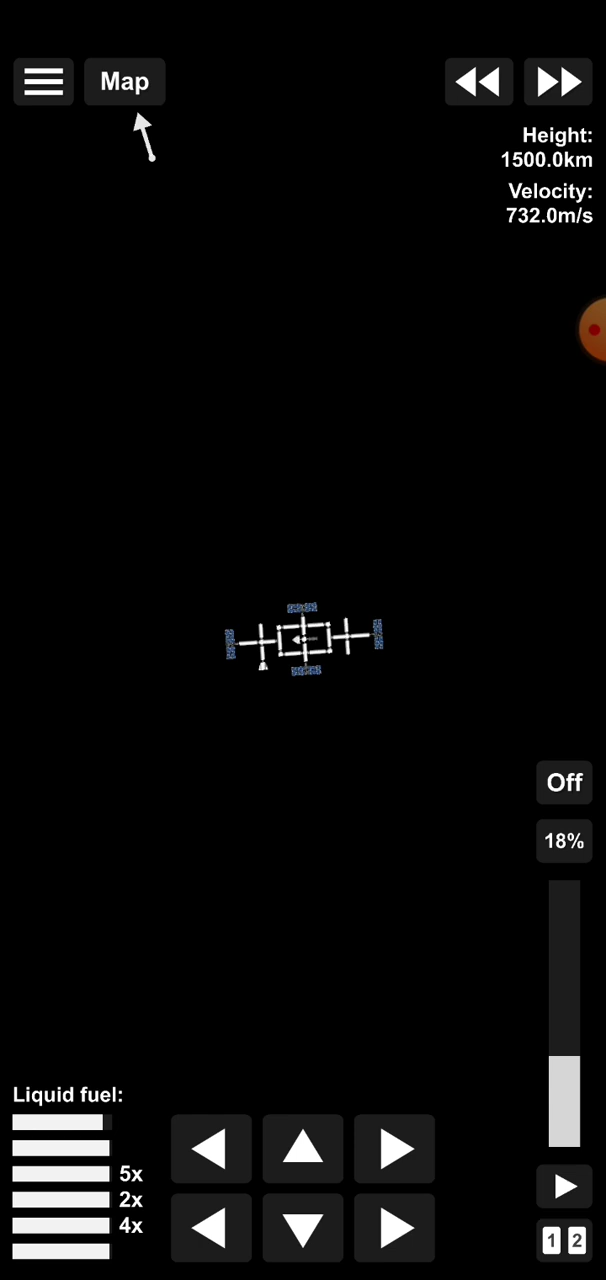 Map
Height:
1500.0km
Velocity:
732.0m/s
Off
18%
Liquid fuel:
5x
2x
4x
1 2